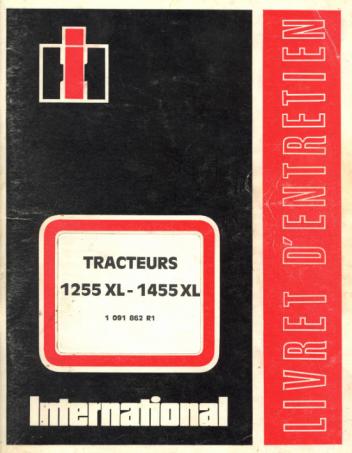 TRACTEURS
1255 XL - 1455 XL
1 091 862 R1
International
LIVRET D'ENTRETIEN